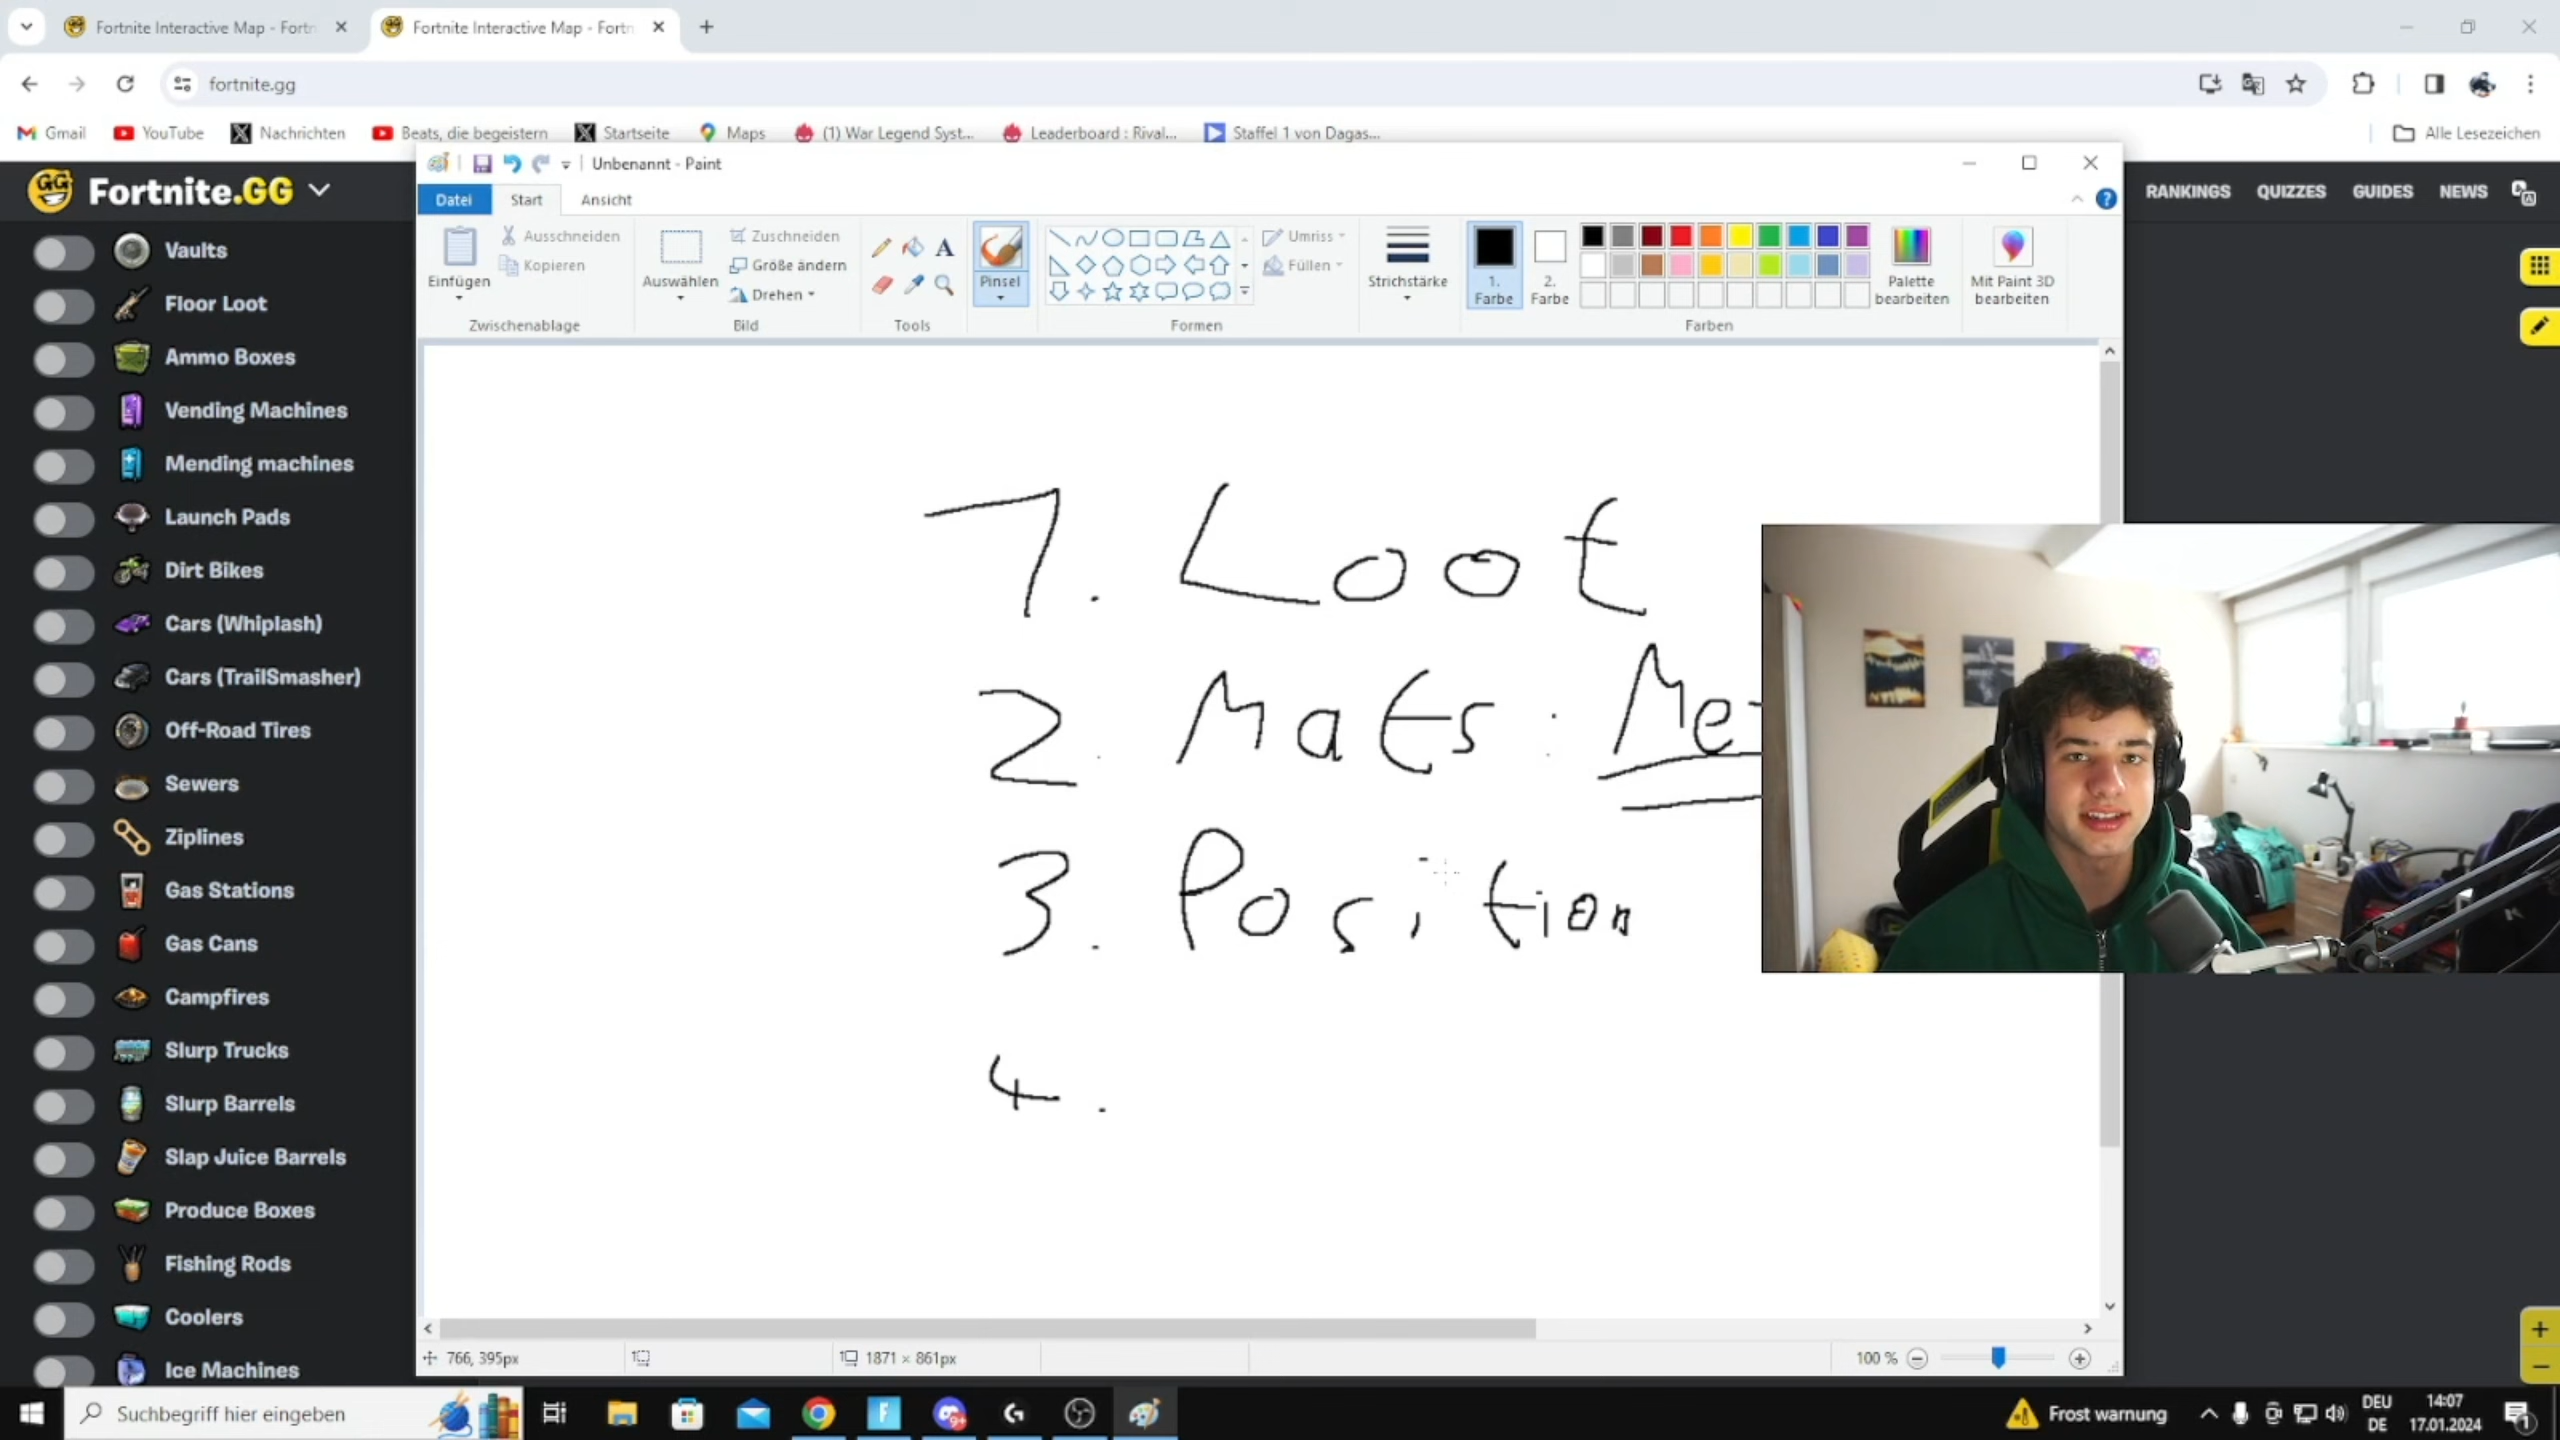 Fortnite Interactive Map - Fortn
Fortnite Interactive Map - Fortn
fortnite.gg
Gmail
YouTube
Nachrichten
Beats, die begeistern
Startseite
Maps
(1) War Legend Syst...
Leaderboard : Rival...
Staffel 1 von Dagas...
Alle Lesezeichen
Fortnite.GG
RANKINGS
QUIZZES
GUIDES
NEWS
Vaults
Floor Loot
Ammo Boxes
Vending Machines
Mending machines
Launch Pads
Dirt Bikes
Cars (Whiplash)
Cars (TrailSmasher)
Off-Road Tires
Sewers
Ziplines
Gas Stations
Gas Cans
Campfires
Slurp Trucks
Slurp Barrels
Slap Juice Barrels
Produce Boxes
Fishing Rods
Coolers
Ice Machines
Unbenannt - Paint
Datei
Start
Ansicht
Einfügen
Ausschneiden
Kopieren
Zwischenablage
Auswählen
Zuschneiden
Größe ändern
Drehen
Bild
Tools
Pinsel
Formen
Umriss
Füllen
Strichstärke
1.
Farbe
2.
Farbe
Palette
bearbeiten
Farben
Mit Paint 3D
bearbeiten
1. Loot
2. Mats : Me
3. Position
4.
766, 395px
1871 × 861px
100 %
Suchbegriff hier eingeben
Frost warnung
DEU
DE
14:07
17.01.2024